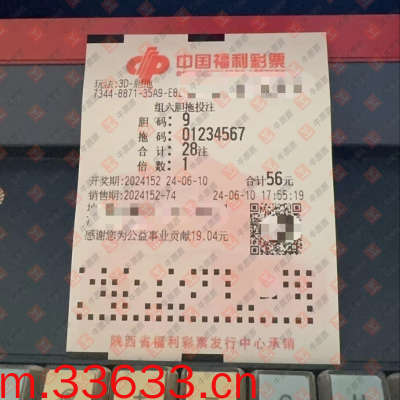 中国福利彩票
玩法:3D-胆拖
组六胆拖投注
胆 码: 9
拖 码: 01234567
合 计: 28注
倍 数: 1
开奖期:2024152 24-06-10 合计56元
销售期:2024152-74 24-06-10 17:55:19
感谢您为公益事业贡献19.04元
陕西省福利彩票发行中心承销
m.33633.cn